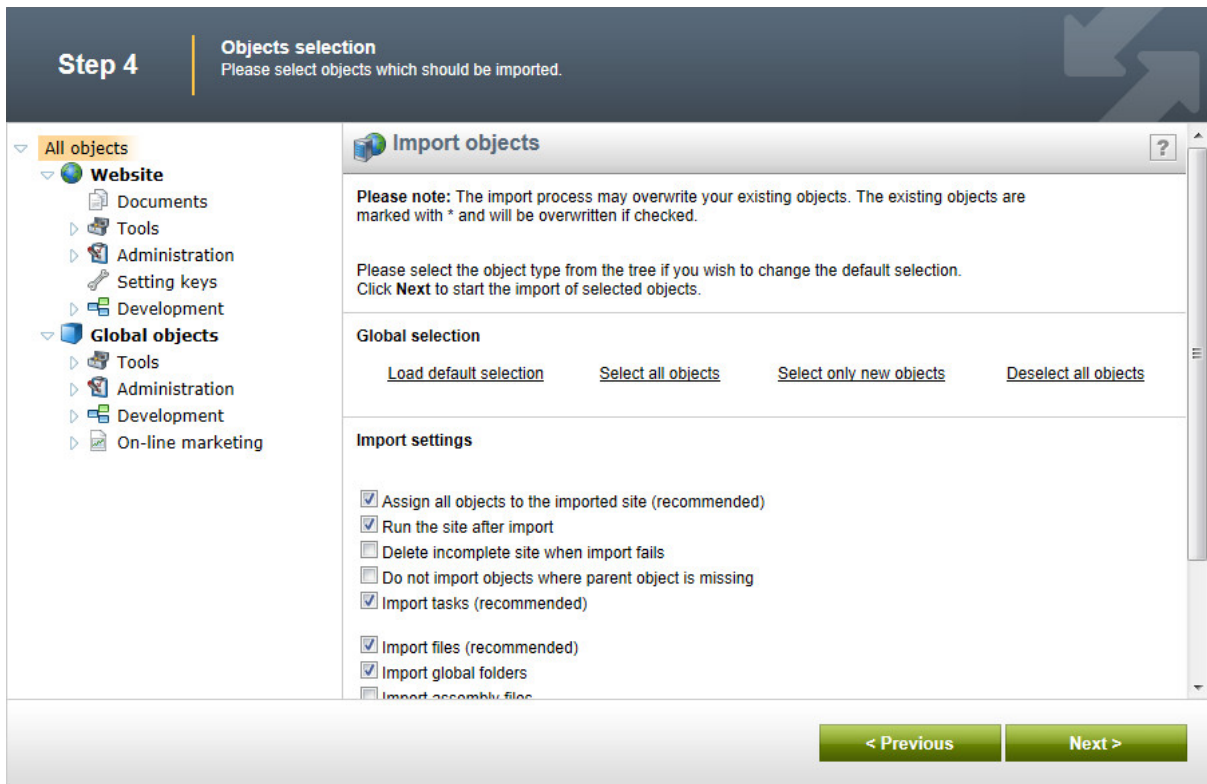 Step 4
Objects selection
Please select objects which should be imported.
All objects
Website
Documents
Tools
Administration
Setting keys
Development
Global objects
Tools
Administration
Development
On-line marketing
Import objects
?
Please note: The import process may overwrite your existing objects. The existing objects are
marked with * and will be overwritten if checked.
Please select the object type from the tree if you wish to change the default selection.
Click Next to start the import of selected objects.
Global selection
Load default selection Select all objects Select only new objects Deselect all objects
Import settings
Assign all objects to the imported site (recommended)
Run the site after import
Delete incomplete site when import fails
Do not import objects where parent object is missing
Import tasks (recommended)
Import files (recommended)
Import global folders
Import assembly files
< Previous Next >